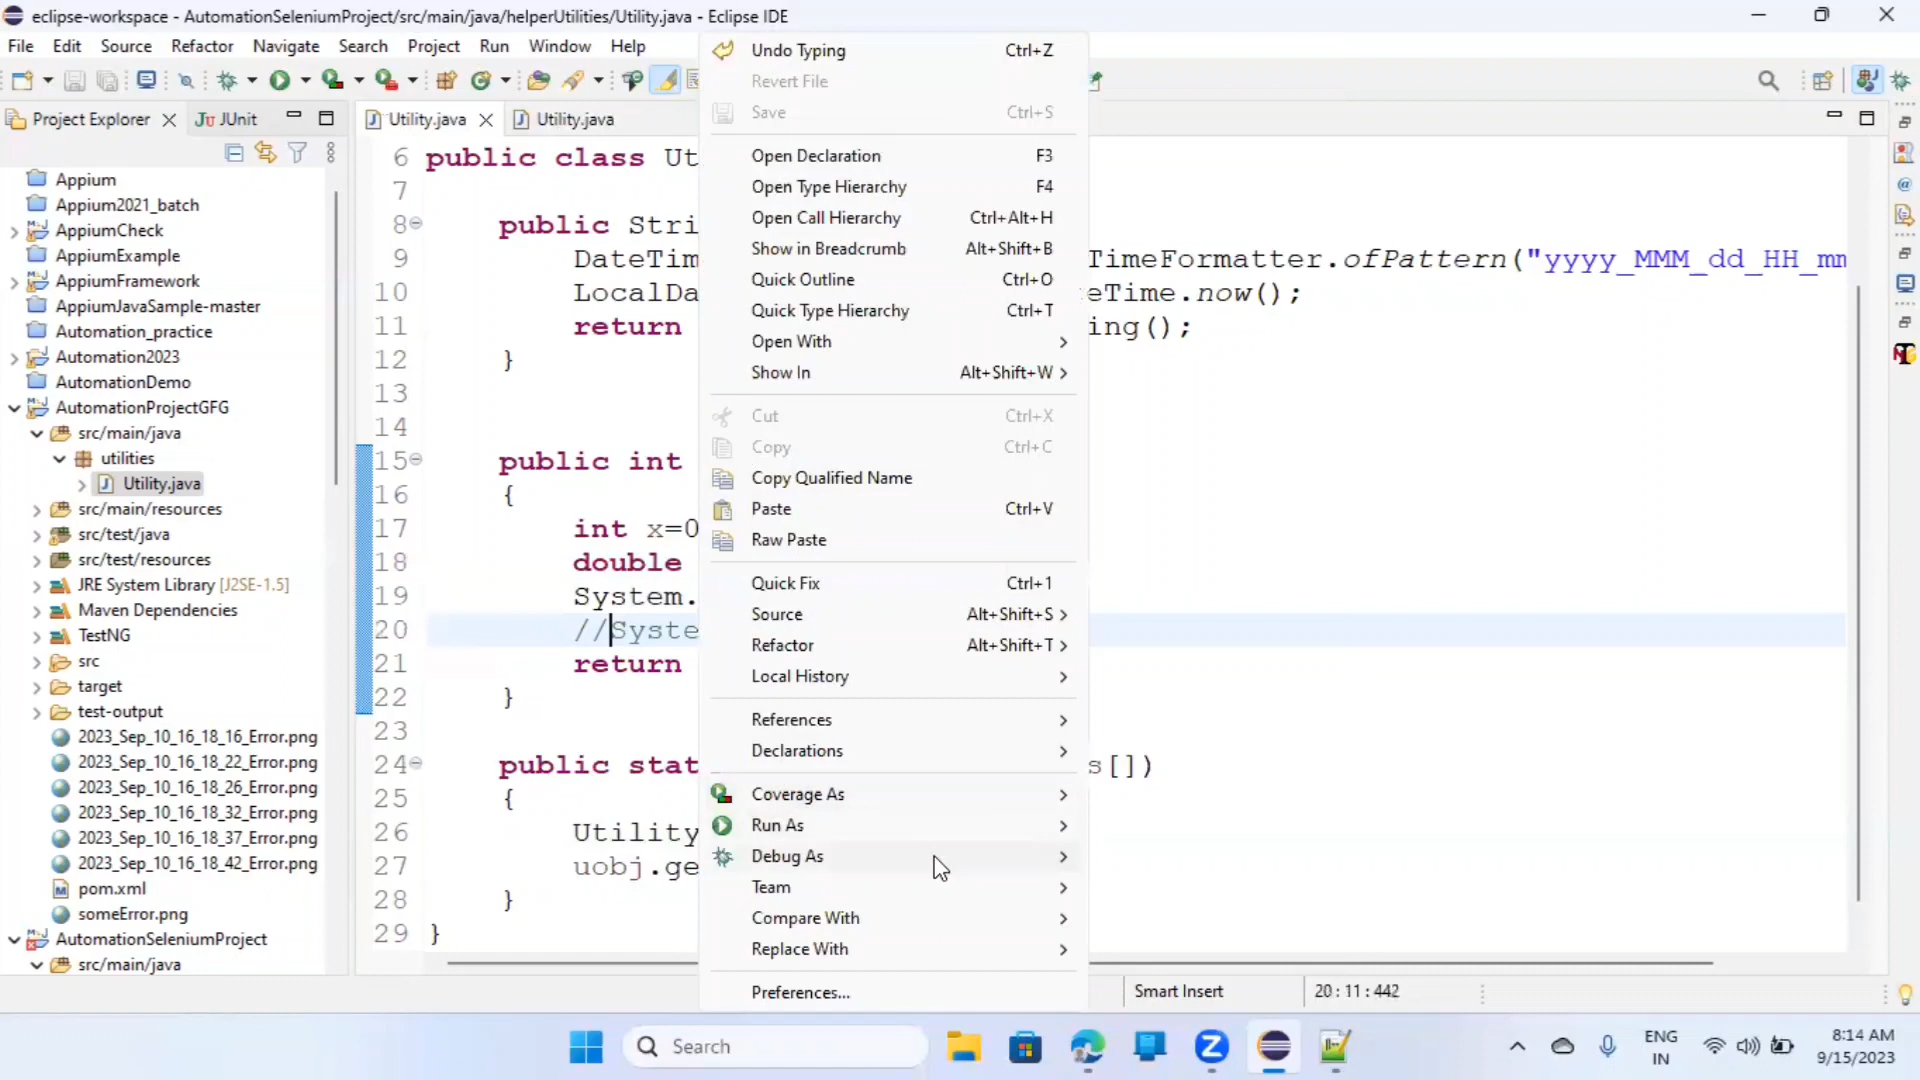 eclipse-workspace - AutomationSeleniumProject/src/main/java/helperUtilities/Utility.java - Eclipse IDE
File Edit Source Refactor Navigate Search Project Run Window Help
Project Explorer
Ju JUnit
Utility.java
Utility.java
Appium
Appium2021_batch
AppiumCheck
AppiumExample
AppiumFramework
AppiumJavaSample-master
Automation_practice
Automation2023
AutomationDemo
AutomationProjectGFG
src/main/java
utilities
Utility.java
src/main/resources
src/test/java
src/test/resources
JRE System Library [J2SE-1.5]
Maven Dependencies
TestNG
src
target
test-output
2023_Sep_10_16_18_16_Error.png
2023_Sep_10_16_18_22_Error.png
2023_Sep_10_16_18_26_Error.png
2023_Sep_10_16_18_32_Error.png
2023_Sep_10_16_18_37_Error.png
2023_Sep_10_16_18_42_Error.png
pom.xml
someError.png
AutomationSeleniumProject
src/main/java
6 public class Ut
7
8 public Stri
9 DateTim TimeFormatter.ofPattern("yyyy_MMM_dd_HH_mm
10 LocalDa eTime.now();
11 return ing();
12 }
13
14
15 public int
16 {
17 int x=0
18 double
19 System.
20 //Syste
21 return
22 }
23
24 public stat s[])
25 {
26 Utility
27 uobj.ge
28 }
29 }
Undo Typing Ctrl+Z
Revert File
Save Ctrl+S
Open Declaration F3
Open Type Hierarchy F4
Open Call Hierarchy Ctrl+Alt+H
Show in Breadcrumb Alt+Shift+B
Quick Outline Ctrl+O
Quick Type Hierarchy Ctrl+T
Open With
Show In Alt+Shift+W
Cut Ctrl+X
Copy Ctrl+C
Copy Qualified Name
Paste Ctrl+V
Raw Paste
Quick Fix Ctrl+1
Source Alt+Shift+S
Refactor Alt+Shift+T
Local History
References
Declarations
Coverage As
Run As
Debug As
Team
Compare With
Replace With
Preferences...
Smart Insert
20 : 11 : 442
Search
ENG
IN
8:14 AM
9/15/2023